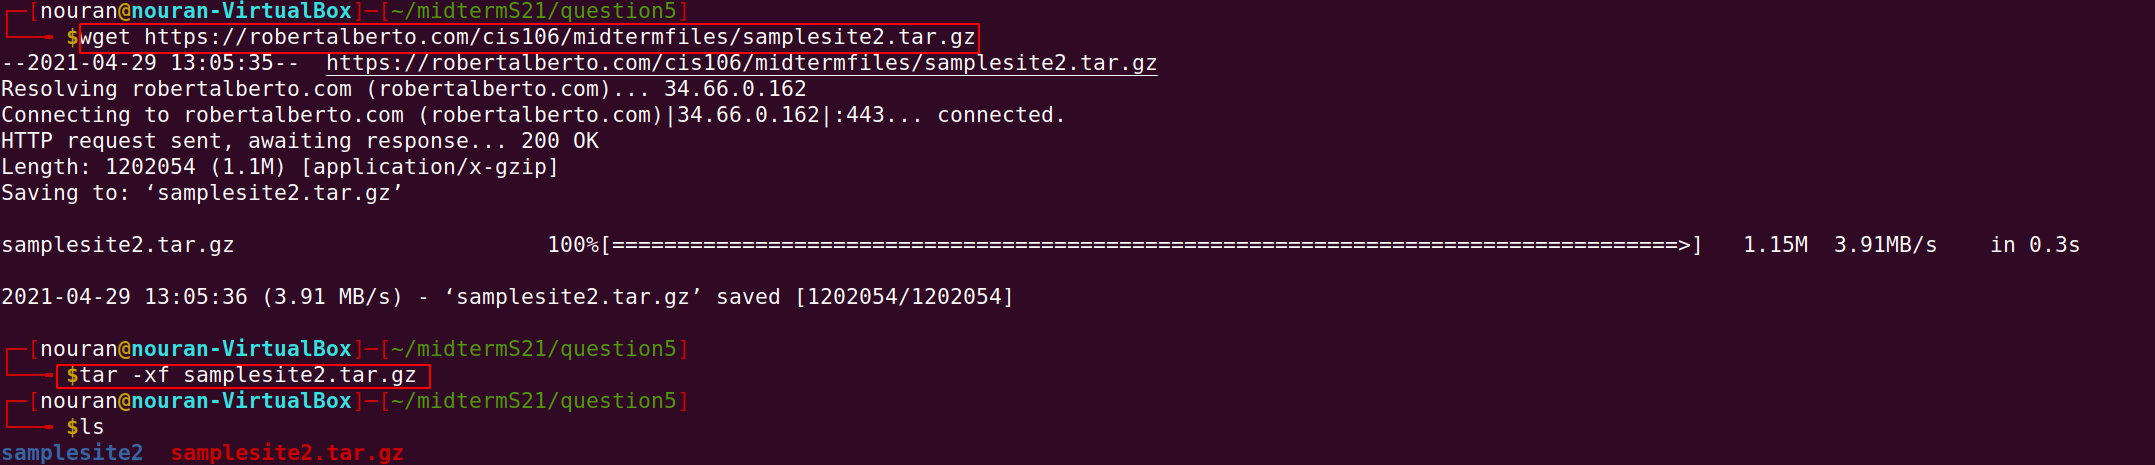 ┌─[nouran@nouran-VirtualBox]─[~/midtermS21/question5]
└──╼ $wget https://robertalberto.com/cis106/midtermfiles/samplesite2.tar.gz
--2021-04-29 13:05:35--  https://robertalberto.com/cis106/midtermfiles/samplesite2.tar.gz
Resolving robertalberto.com (robertalberto.com)... 34.66.0.162
Connecting to robertalberto.com (robertalberto.com)|34.66.0.162|:443... connected.
HTTP request sent, awaiting response... 200 OK
Length: 1202054 (1.1M) [application/x-gzip]
Saving to: ‘samplesite2.tar.gz’
samplesite2.tar.gz                        100%[==================================================================================>]   1.15M  3.91MB/s    in 0.3s
2021-04-29 13:05:36 (3.91 MB/s) - ‘samplesite2.tar.gz’ saved [1202054/1202054]
┌─[nouran@nouran-VirtualBox]─[~/midtermS21/question5]
└──╼ $tar -xf samplesite2.tar.gz
┌─[nouran@nouran-VirtualBox]─[~/midtermS21/question5]
└──╼ $ls
samplesite2  samplesite2.tar.gz